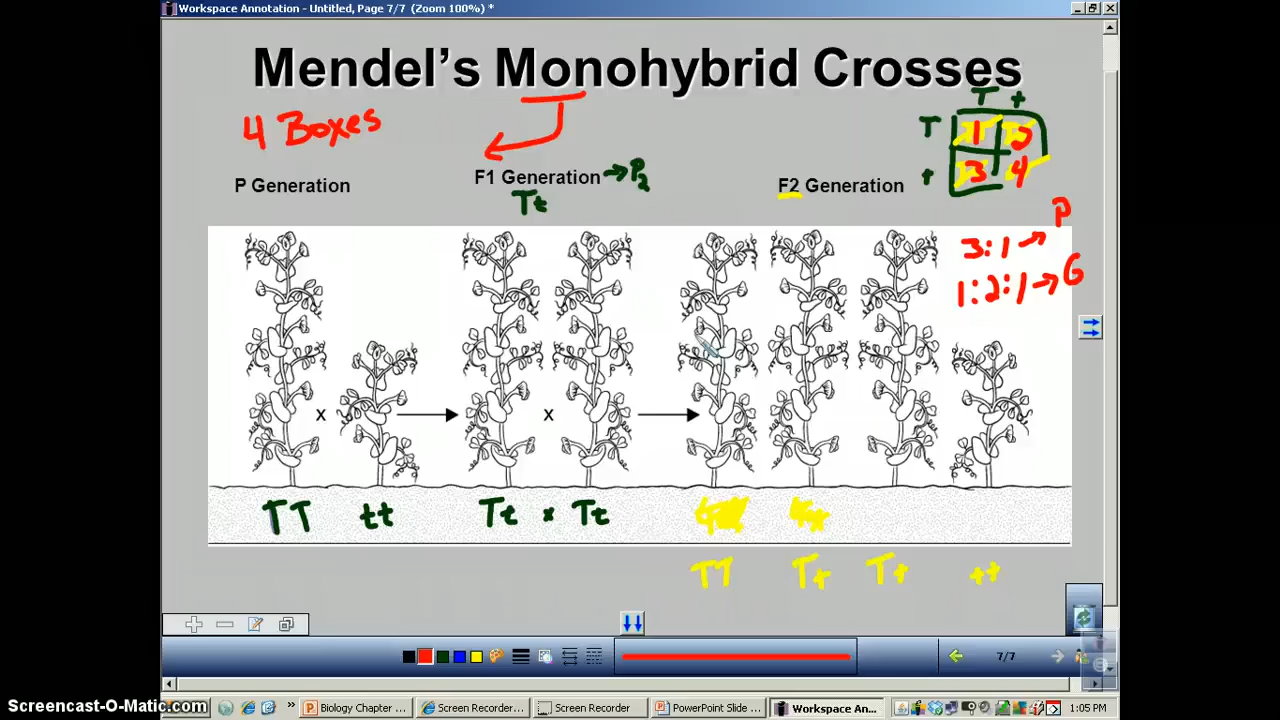 Workspace Annotation - Untitled, Page 7/7 (Zoom 100%) *
Mendel's Monohybrid Crosses
4 Boxes
T t
T 1 2
t 3 4
P Generation
F1 Generation → P2
Tt
F2 Generation
3:1 → P
1:2:1 → G
x
x
TT tt Tt x Tt
TT Tt Tt tt
7/7
Screencast-O-Matic.com
Biology Chapter ...
Screen Recorder...
Screen Recorder
PowerPoint Slide ...
Workspace An...
1:05 PM